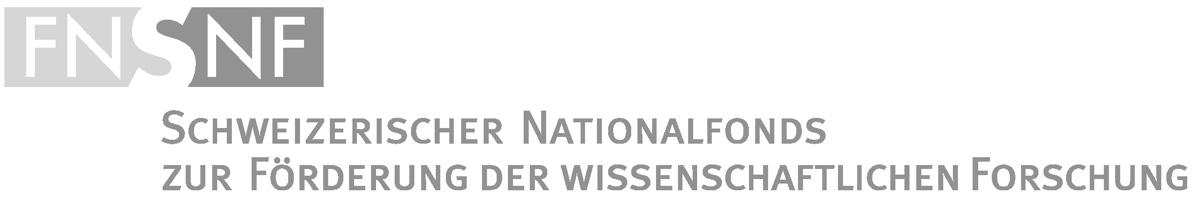 FNSNF
Schweizerischer Nationalfonds
zur Förderung der wissenschaftlichen Forschung